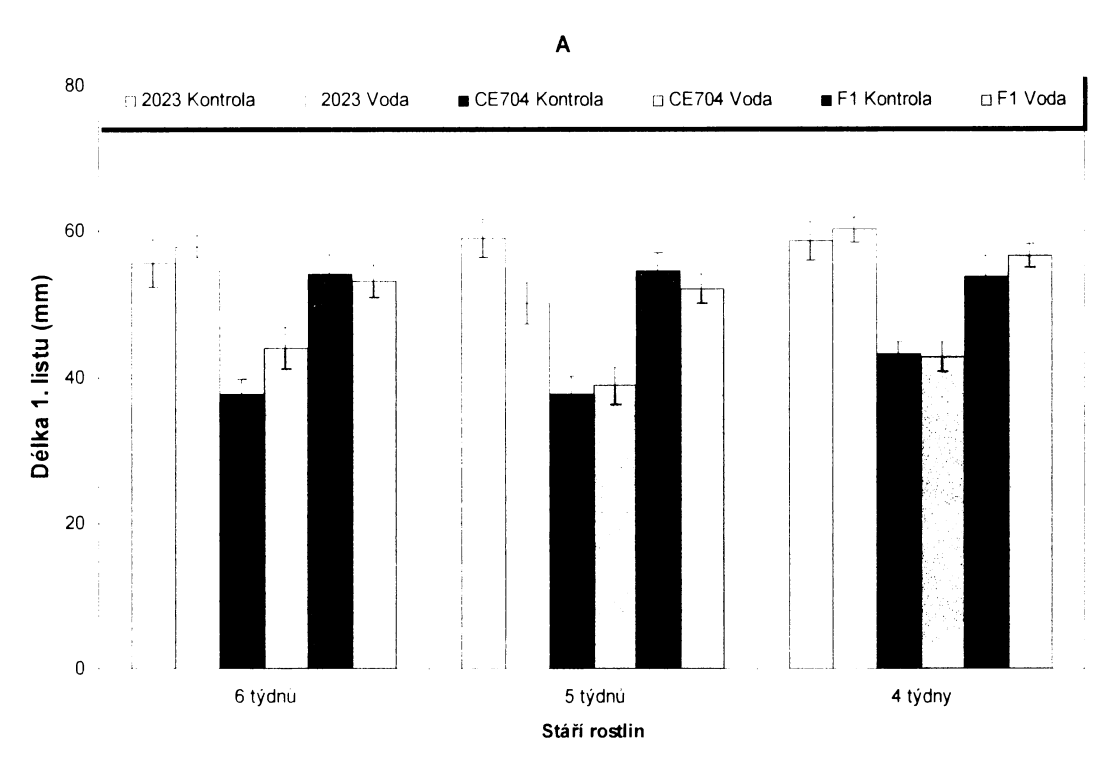 A
80
2023 Kontrola 2023 Voda CE704 Kontrola CE704 Voda F1 Kontrola F1 Voda
60
40
20
0
Délka 1. listu (mm)
6 týdnů 5 týdnů 4 týdny
Stáří rostlin